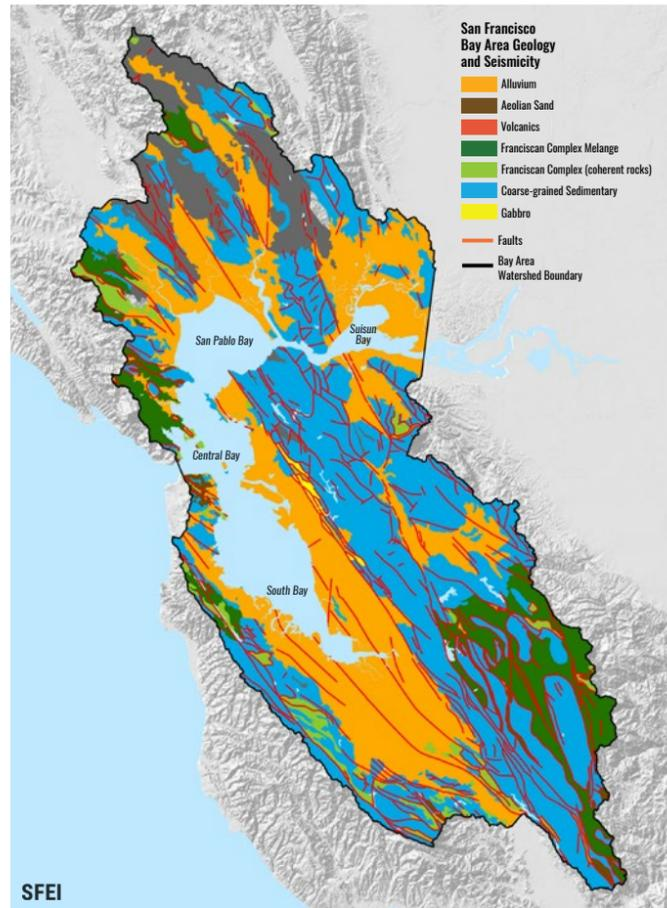 San Francisco
Bay Area Geology
and Seismicity
Alluvium
Aeolian Sand
Volcanics
Franciscan Complex Melange
Franciscan Complex (coherent rocks)
Coarse-grained Sedimentary
Gabbro
Faults
Bay Area
Watershed Boundary
San Pablo Bay
Suisun
Bay
Central Bay
South Bay
SFEI